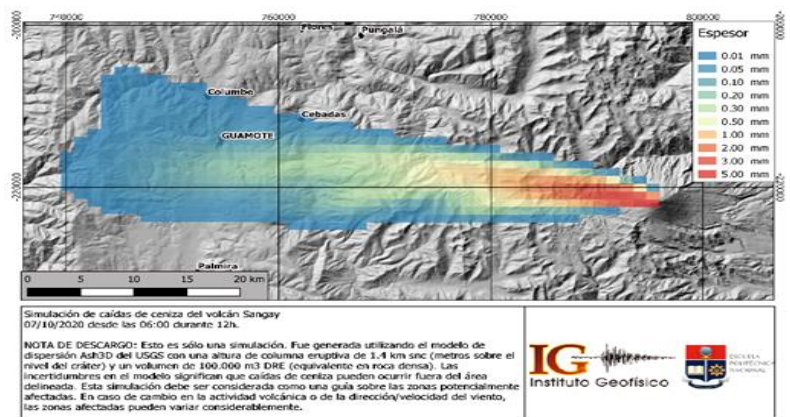 740000 760000 780000 800000
-200000
-200000
Flores
Pungalá
Columbe
Cebadas
GUAMOTE
-220000
-220000
Palmira
Espesor
0.01 mm
0.05 mm
0.10 mm
0.20 mm
0.30 mm
0.50 mm
1.00 mm
2.00 mm
3.00 mm
5.00 mm
0 5 10 15 20 km
Simulación de caídas de ceniza del volcán Sangay
07/10/2020 desde las 06:00 durante 12h.
NOTA DE DESCARGO: Esto es sólo una simulación. Fue generada utilizando el modelo de
dispersión Ash3D del USGS con una altura de columna eruptiva de 1.4 km snc (metros sobre el
nivel del cráter) y un volumen de 100.000 m3 DRE (equivalente en roca densa). Las
incertidumbres en el modelo significan que caídas de ceniza pueden ocurrir fuera del área
delineada. Esta simulación debe ser considerada como una guía sobre las zonas potencialmente
afectadas. En caso de cambio en la actividad volcánica o de la dirección/velocidad del viento,
las zonas afectadas pueden variar considerablemente.
IG
Instituto Geofísico
ESCUELA
POLITÉCNICA
NACIONAL